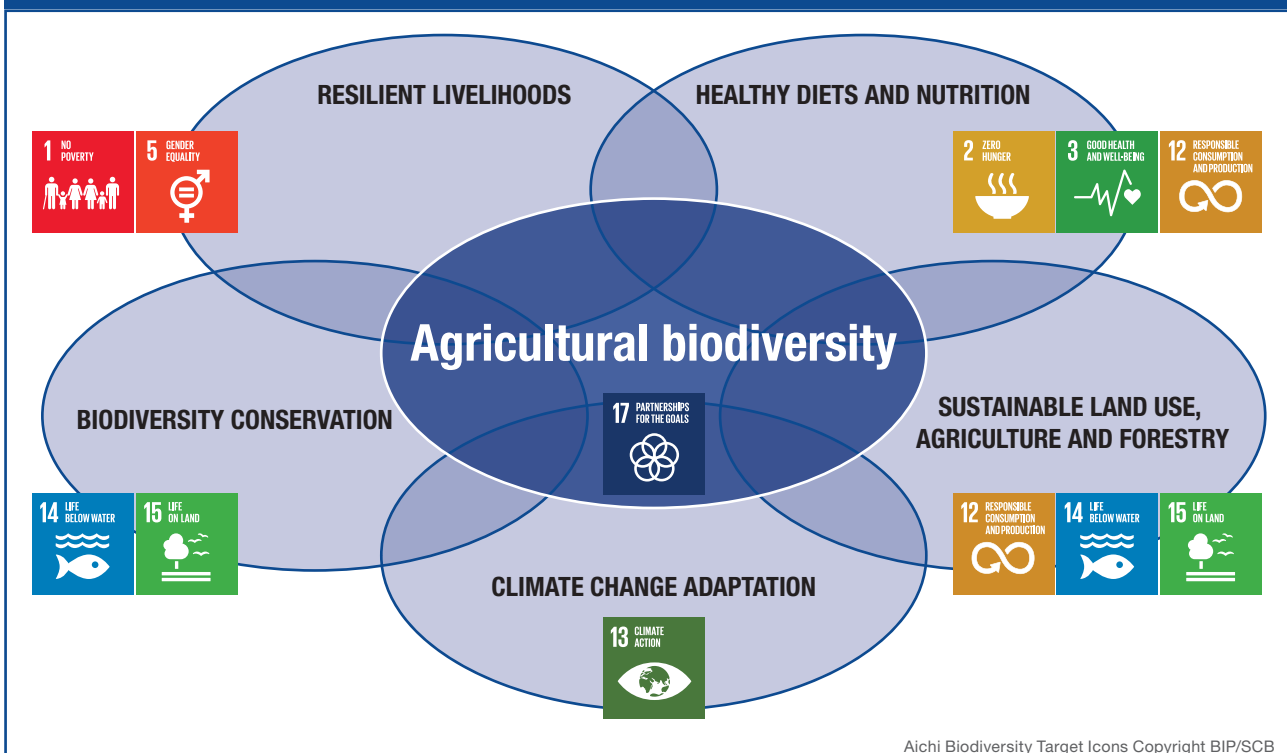 RESILIENT LIVELIHOODS
HEALTHY DIETS AND NUTRITION
1 NO
POVERTY
5 GENDER
EQUALITY
2 ZERO
HUNGER
3 GOOD HEALTH
AND WELL-BEING
12 RESPONSIBLE
CONSUMPTION
AND PRODUCTION
Agricultural biodiversity
BIODIVERSITY CONSERVATION
17 PARTNERSHIPS
FOR THE GOALS
SUSTAINABLE LAND USE,
AGRICULTURE AND FORESTRY
14 LIFE
BELOW WATER
15 LIFE
ON LAND
12 RESPONSIBLE
CONSUMPTION
AND PRODUCTION
14 LIFE
BELOW WATER
15 LIFE
ON LAND
CLIMATE CHANGE ADAPTATION
13 CLIMATE
ACTION
Aichi Biodiversity Target Icons Copyright BIP/SCB